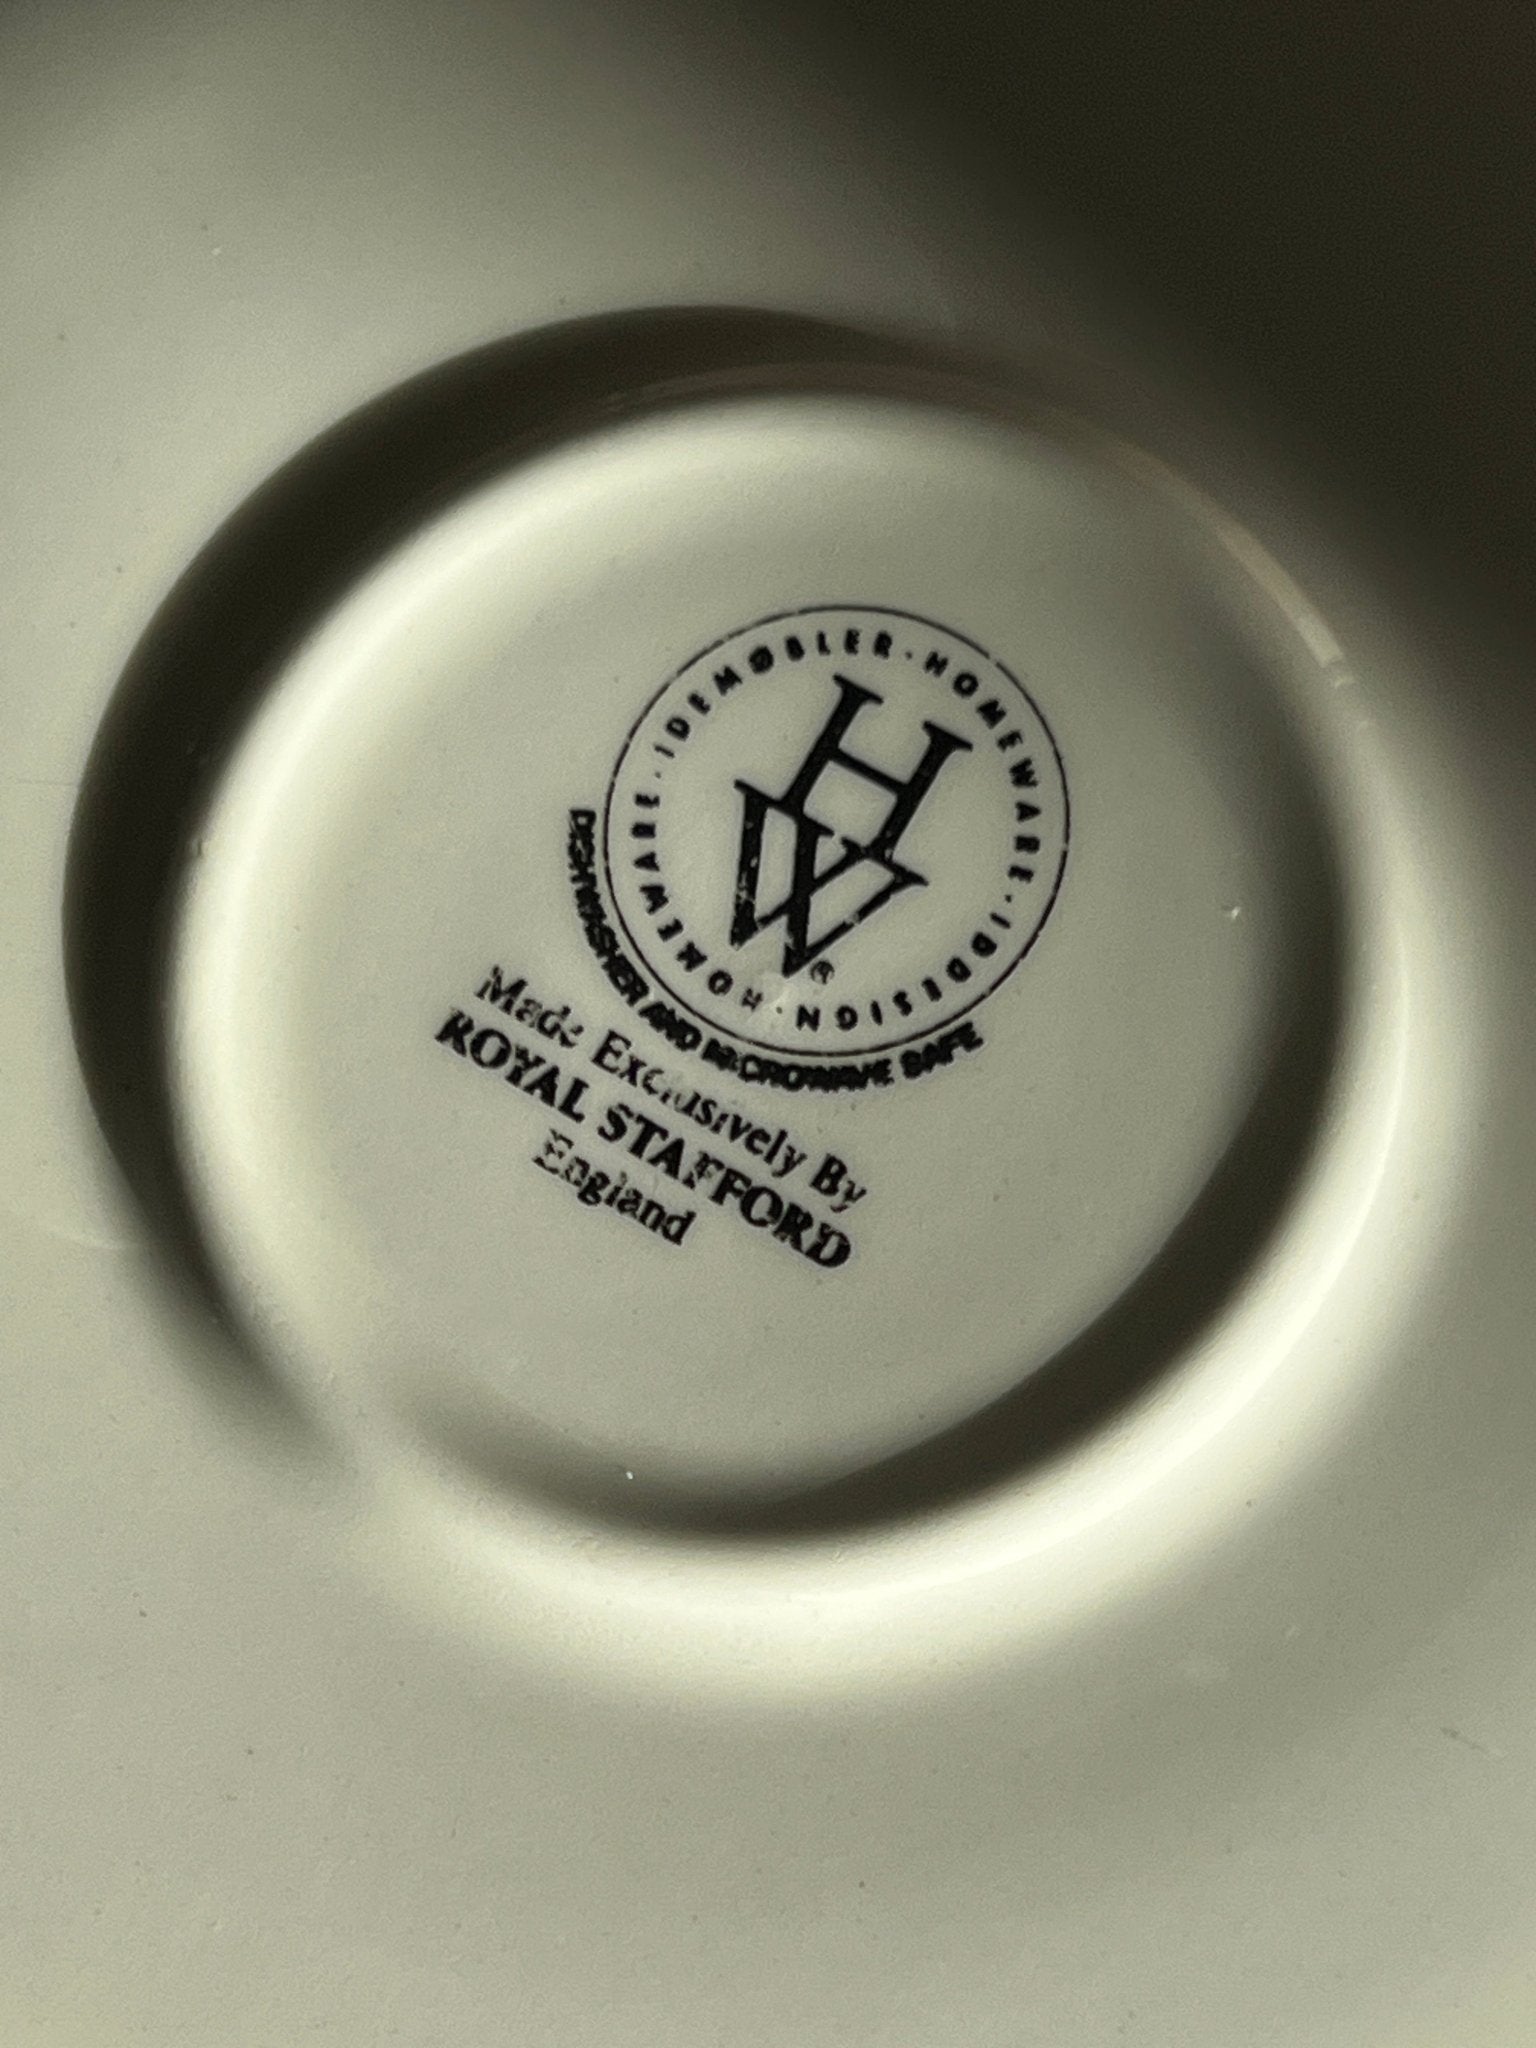 IDEMØBLER · HOMEWARE · IDDESIGN · HOMEWARE ·
HW®
DISHWASHER AND MICROWAVE SAFE
Made Exclusively By
ROYAL STAFFORD
England